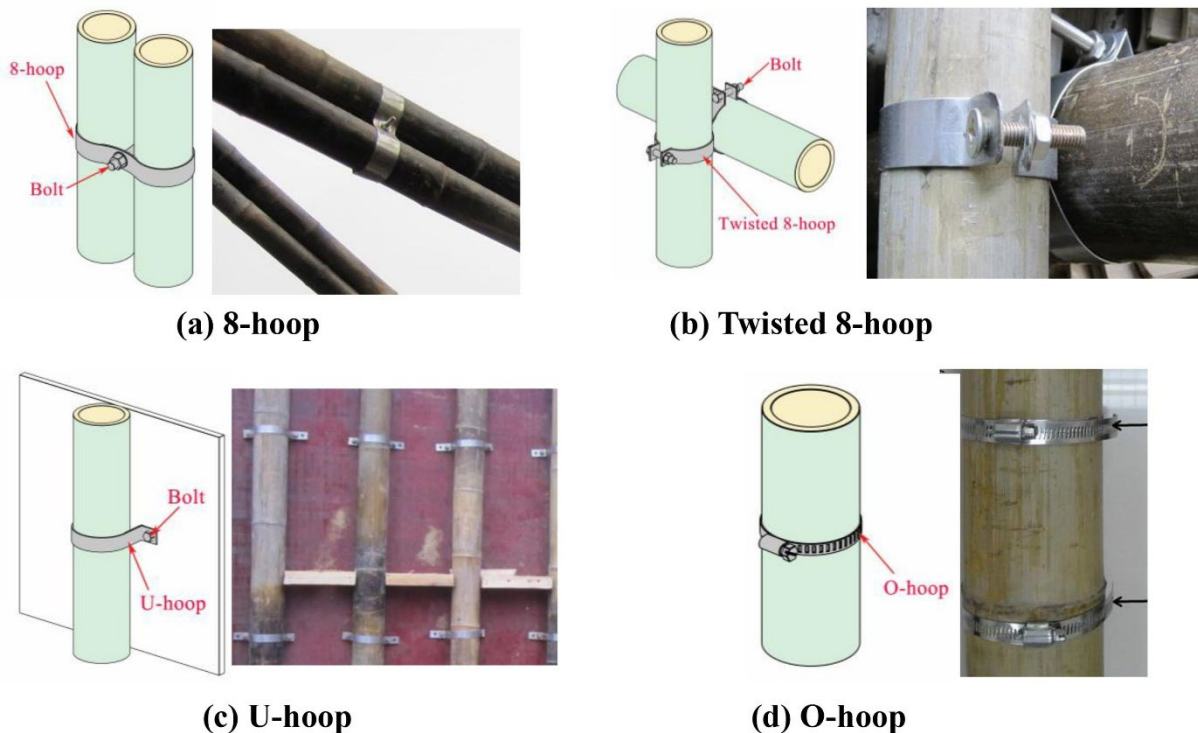 8-hoop
Bolt
(a) 8-hoop
Bolt
Twisted 8-hoop
(b) Twisted 8-hoop
Bolt
U-hoop
(c) U-hoop
O-hoop
(d) O-hoop